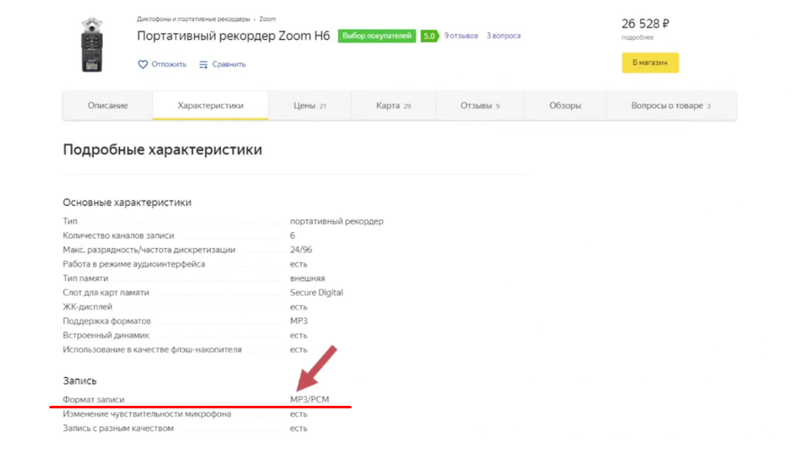 Диктофоны и портативные рекордеры • Zoom
Портативный рекордер Zoom H6 Выбор покупателей 5.0 9 отзывов 3 вопроса
26 528 ₽
подробнее
Отложить Сравнить
В магазин
Описание Характеристики Цены 21 Карта 29 Отзывы 9 Обзоры Вопросы о товаре 3
Подробные характеристики
Основные характеристики
Тип портативный рекордер
Количество каналов записи 6
Макс. разрядность/частота дискретизации 24/96
Работа в режиме аудиоинтерфейса есть
Тип памяти внешняя
Слот для карт памяти Secure Digital
ЖК-дисплей есть
Поддержка форматов MP3
Встроенный динамик есть
Использование в качестве флэш-накопителя есть
Запись
Формат записи MP3/PCM
Изменение чувствительности микрофона есть
Запись с разным качеством есть